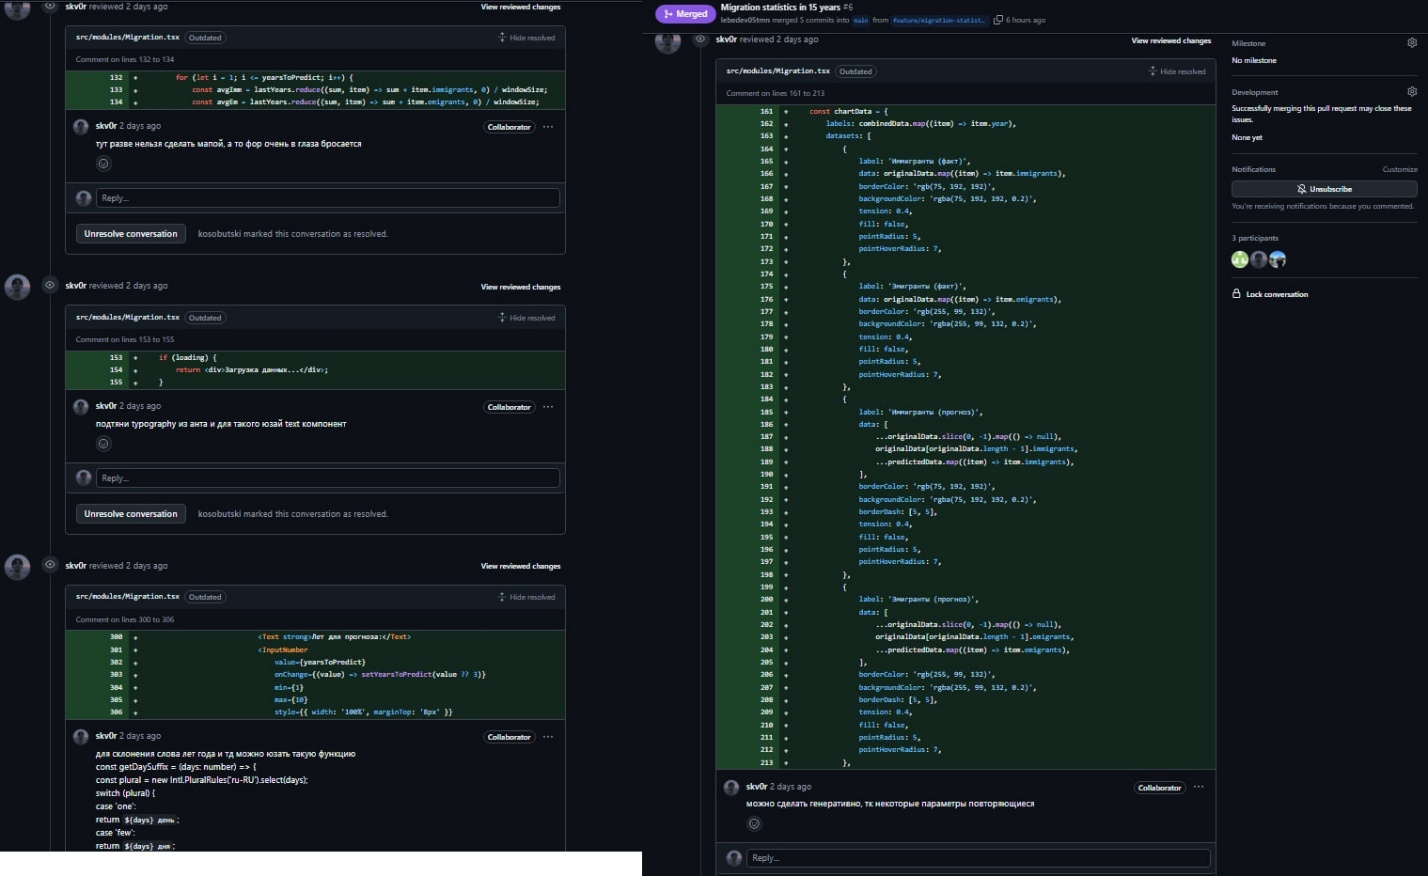 skv0r reviewed 2 days ago
View reviewed changes
src/modules/Migration.tsx Outdated
Hide resolved
Comment on lines 132 to 134
132 + for (let i = 1; i <= yearsToPredict; i++) {
133 + const avgImm = lastYears.reduce((sum, item) => sum + item.immigrants, 0) / windowSize;
134 + const avgEm = lastYears.reduce((sum, item) => sum + item.emigrants, 0) / windowSize;
skv0r 2 days ago
Collaborator
тут разве нельзя сделать мапой, а то фор очень в глаза бросается
Reply...
Unresolve conversation
kosobutski marked this conversation as resolved.
skv0r reviewed 2 days ago
View reviewed changes
src/modules/Migration.tsx Outdated
Hide resolved
Comment on lines 153 to 155
153 + if (loading) {
154 + return <div>Загрузка данных...</div>;
155 + }
skv0r 2 days ago
Collaborator
подтяни typography из анта и для такого юзай text компонент
Reply...
Unresolve conversation
kosobutski marked this conversation as resolved.
skv0r reviewed 2 days ago
View reviewed changes
src/modules/Migration.tsx Outdated
Hide resolved
Comment on lines 300 to 306
300 + <Text strong>Лет для прогноза:</Text>
301 + <InputNumber
302 + value={yearsToPredict}
303 + onChange={(value) => setYearsToPredict(value ?? 3)}
304 + min={1}
305 + max={10}
306 + style={{ width: '100%', marginTop: '8px' }}
skv0r 2 days ago
Collaborator
для склонения слова лет года и тд можно юзать такую функцию
const getDaySuffix = (days: number) => {
const plural = new Intl.PluralRules('ru-RU').select(days);
switch (plural) {
case 'one':
return ${days} день ;
case 'few':
return ${days} дня ;
Merged
Migration statistics in 15 years #6
lebedev05tmn merged 5 commits into main from feature/migration-statist... 6 hours ago
skv0r reviewed 2 days ago
View reviewed changes
src/modules/Migration.tsx Outdated
Hide resolved
Comment on lines 161 to 213
161 + const chartData = {
162 + labels: combinedData.map((item) => item.year),
163 + datasets: [
164 + {
165 + label: 'Иммигранты (факт)',
166 + data: originalData.map((item) => item.immigrants),
167 + borderColor: 'rgb(75, 192, 192)',
168 + backgroundColor: 'rgba(75, 192, 192, 0.2)',
169 + tension: 0.4,
170 + fill: false,
171 + pointRadius: 5,
172 + pointHoverRadius: 7,
173 + },
174 + {
175 + label: 'Эмигранты (факт)',
176 + data: originalData.map((item) => item.emigrants),
177 + borderColor: 'rgb(255, 99, 132)',
178 + backgroundColor: 'rgba(255, 99, 132, 0.2)',
179 + tension: 0.4,
180 + fill: false,
181 + pointRadius: 5,
182 + pointHoverRadius: 7,
183 + },
184 + {
185 + label: 'Иммигранты (прогноз)',
186 + data: [
187 + ...originalData.slice(0, -1).map(() => null),
188 + originalData[originalData.length - 1].immigrants,
189 + ...predictedData.map((item) => item.immigrants),
190 + ],
191 + borderColor: 'rgb(75, 192, 192)',
192 + backgroundColor: 'rgba(75, 192, 192, 0.2)',
193 + borderDash: [5, 5],
194 + tension: 0.4,
195 + fill: false,
196 + pointRadius: 5,
197 + pointHoverRadius: 7,
198 + },
199 + {
200 + label: 'Эмигранты (прогноз)',
201 + data: [
202 + ...originalData.slice(0, -1).map(() => null),
203 + originalData[originalData.length - 1].emigrants,
204 + ...predictedData.map((item) => item.emigrants),
205 + ],
206 + borderColor: 'rgb(255, 99, 132)',
207 + backgroundColor: 'rgba(255, 99, 132, 0.2)',
208 + borderDash: [5, 5],
209 + tension: 0.4,
210 + fill: false,
211 + pointRadius: 5,
212 + pointHoverRadius: 7,
213 + },
skv0r 2 days ago
Collaborator
можно сделать генеративно, тк некоторые параметры повторяющиеся
Reply...
Milestone
No milestone
Development
Successfully merging this pull request may close these
issues.
None yet
Notifications
Customize
Unsubscribe
You're receiving notifications because you commented.
3 participants
Lock conversation